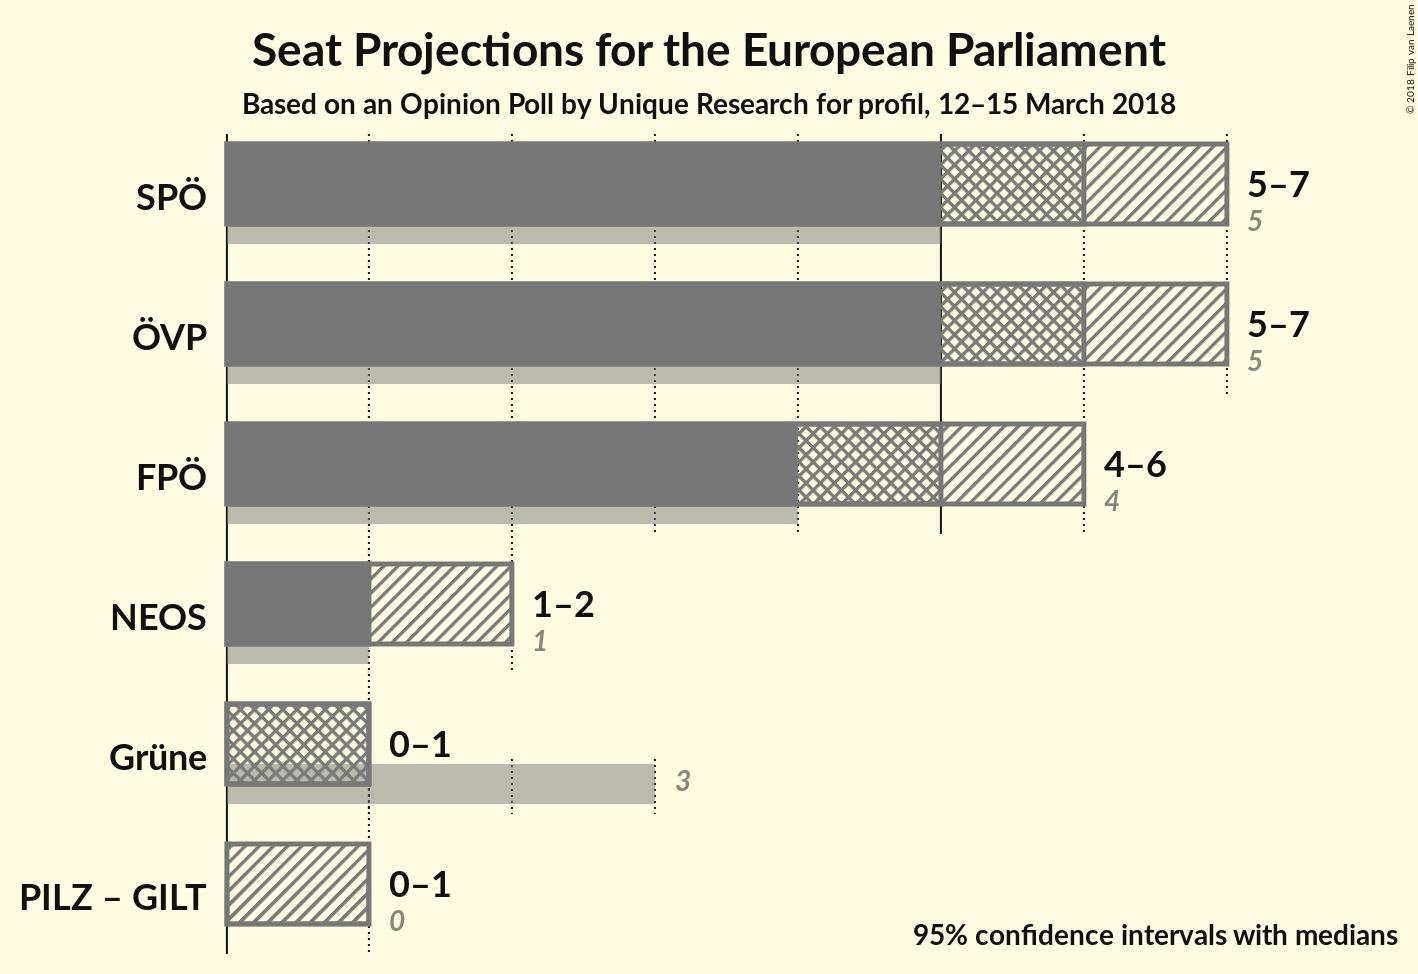 Seat Projections for the European Parliament
Based on an Opinion Poll by Unique Research for profil, 12–15 March 2018
© 2018 Filip van Laenen
SPÖ
5–7
5
ÖVP
5–7
5
FPÖ
4–6
4
NEOS
1–2
1
Grüne
0–1
3
PILZ – GILT
0–1
0
95% confidence intervals with medians